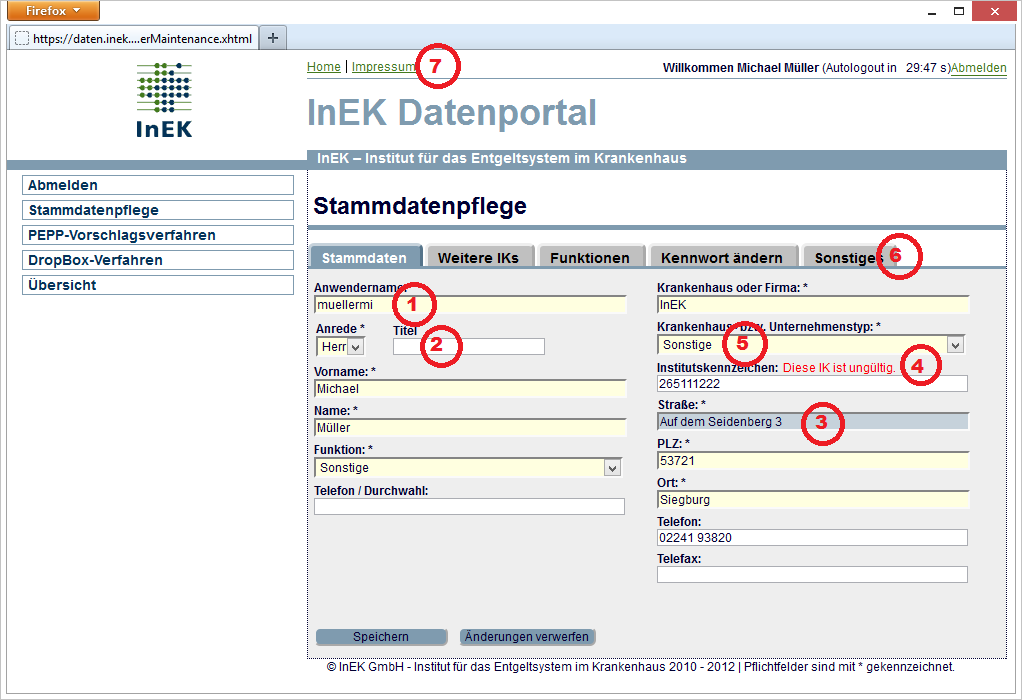 Firefox
https://daten.inek....erMaintenance.xhtml
Home | Impressum
7
Willkommen Michael Müller (Autologout in 29:47 s)Abmelden
InEK
InEK Datenportal
InEK – Institut für das Entgeltsystem im Krankenhaus
Abmelden
Stammdatenpflege
PEPP-Vorschlagsverfahren
DropBox-Verfahren
Übersicht
Stammdatenpflege
Stammdaten
Weitere IKs
Funktionen
Kennwort ändern
Sonstiges
6
Anwendername:
muellermi
1
Anrede *
Titel
Herr
2
Vorname: *
Michael
Name: *
Müller
Funktion: *
Sonstige
Telefon / Durchwahl:
Krankenhaus oder Firma: *
InEK
Krankenhaus- bzw. Unternehmenstyp: *
Sonstige
5
Institutskennzeichen: Diese IK ist ungültig.
4
265111222
Straße: *
Auf dem Seidenberg 3
3
PLZ: *
53721
Ort: *
Siegburg
Telefon:
02241 93820
Telefax:
Speichern
Änderungen verwerfen
© InEK GmbH - Institut für das Entgeltsystem im Krankenhaus 2010 - 2012 | Pflichtfelder sind mit * gekennzeichnet.